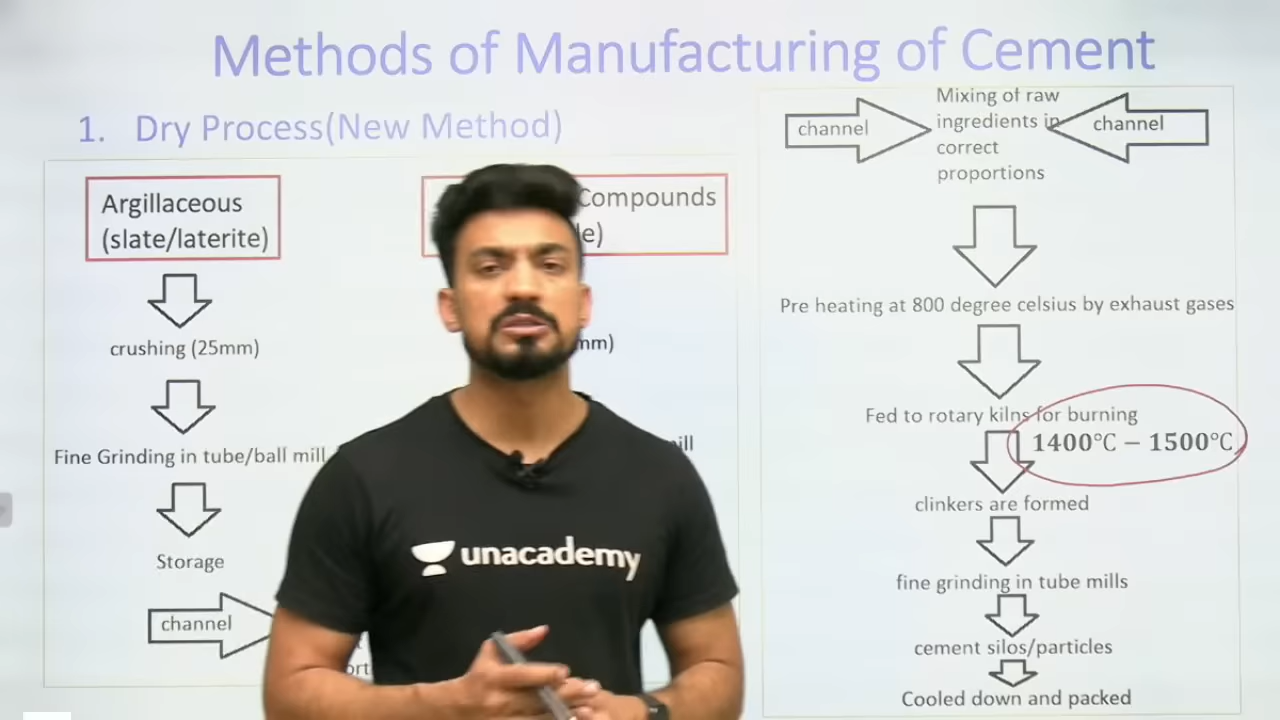 Methods of Manufacturing of Cement
1. Dry Process(New Method)
Argillaceous
(slate/laterite)
crushing (25mm)
Fine Grinding in tube/ball mill
Storage
channel
Compounds
channel
Mixing of raw
ingredients in
correct
proportions
channel
Pre heating at 800 degree celsius by exhaust gases
Fed to rotary kilns for burning
1400℃ – 1500℃
clinkers are formed
fine grinding in tube mills
cement silos/particles
Cooled down and packed
unacademy